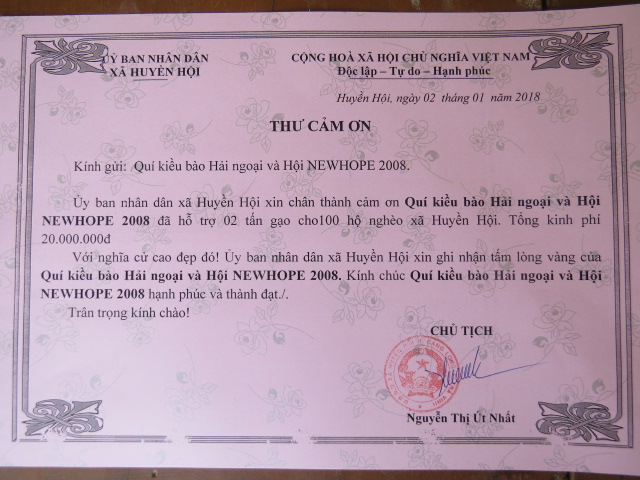 ỦY BAN NHÂN DÂN
XÃ HUYỀN HỘI
CỘNG HOÀ XÃ HỘI CHỦ NGHĨA VIỆT NAM
Độc lập – Tự do – Hạnh phúc
Huyền Hội, ngày 02 tháng 01 năm 2018
THƯ CẢM ƠN
Kính gửi: Quí kiều bào Hải ngoại và Hội NEWHOPE 2008.
Ủy ban nhân dân xã Huyền Hội xin chân thành cảm ơn Quí kiều bào Hải ngoại và Hội
NEWHOPE 2008 đã hỗ trợ 02 tấn gạo cho100 hộ nghèo xã Huyền Hội. Tổng kinh phí
20.000.000đ
Với nghĩa cử cao đẹp đó! Ủy ban nhân dân xã Huyền Hội xin ghi nhận tấm lòng vàng của
Quí kiều bào Hải ngoại và Hội NEWHOPE 2008. Kính chúc Quí kiều bào Hải ngoại và Hội
NEWHOPE 2008 hạnh phúc và thành đạt./.
Trân trọng kính chào!
CHỦ TỊCH
Nguyễn Thị Út Nhất